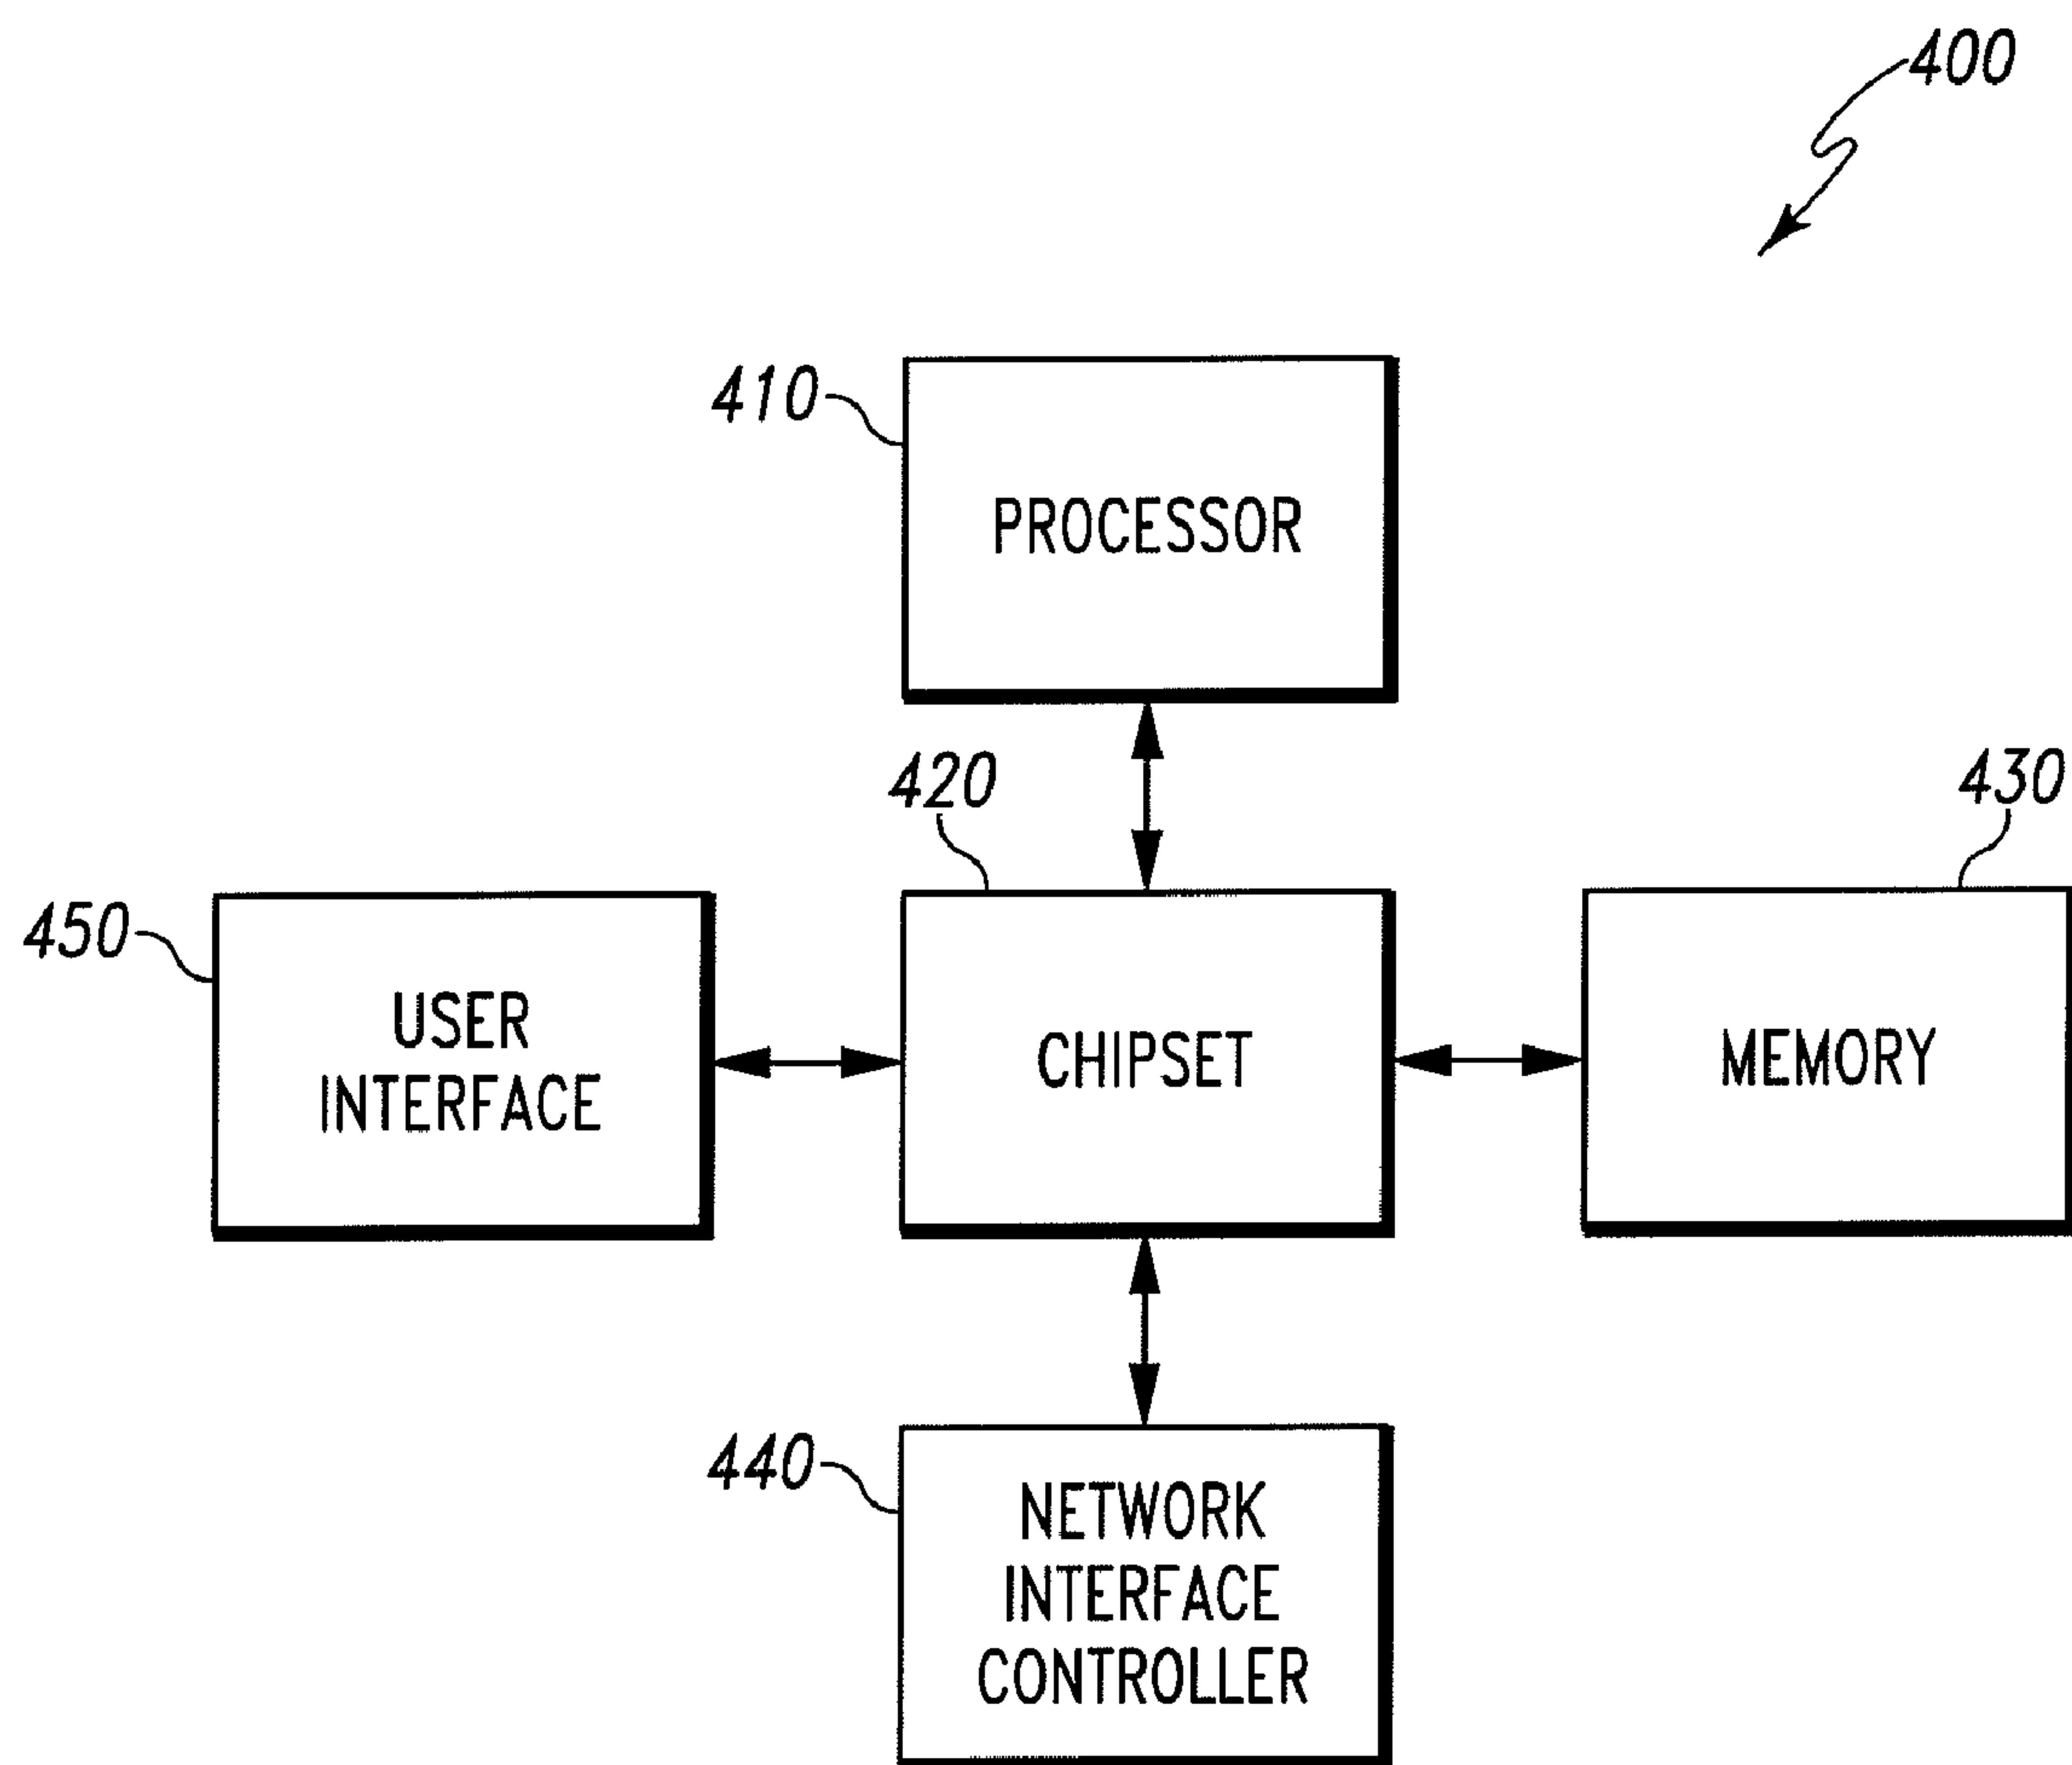 400
410
PROCESSOR
420
430
450
USER
INTERFACE
CHIPSET
MEMORY
440
NETWORK
INTERFACE
CONTROLLER